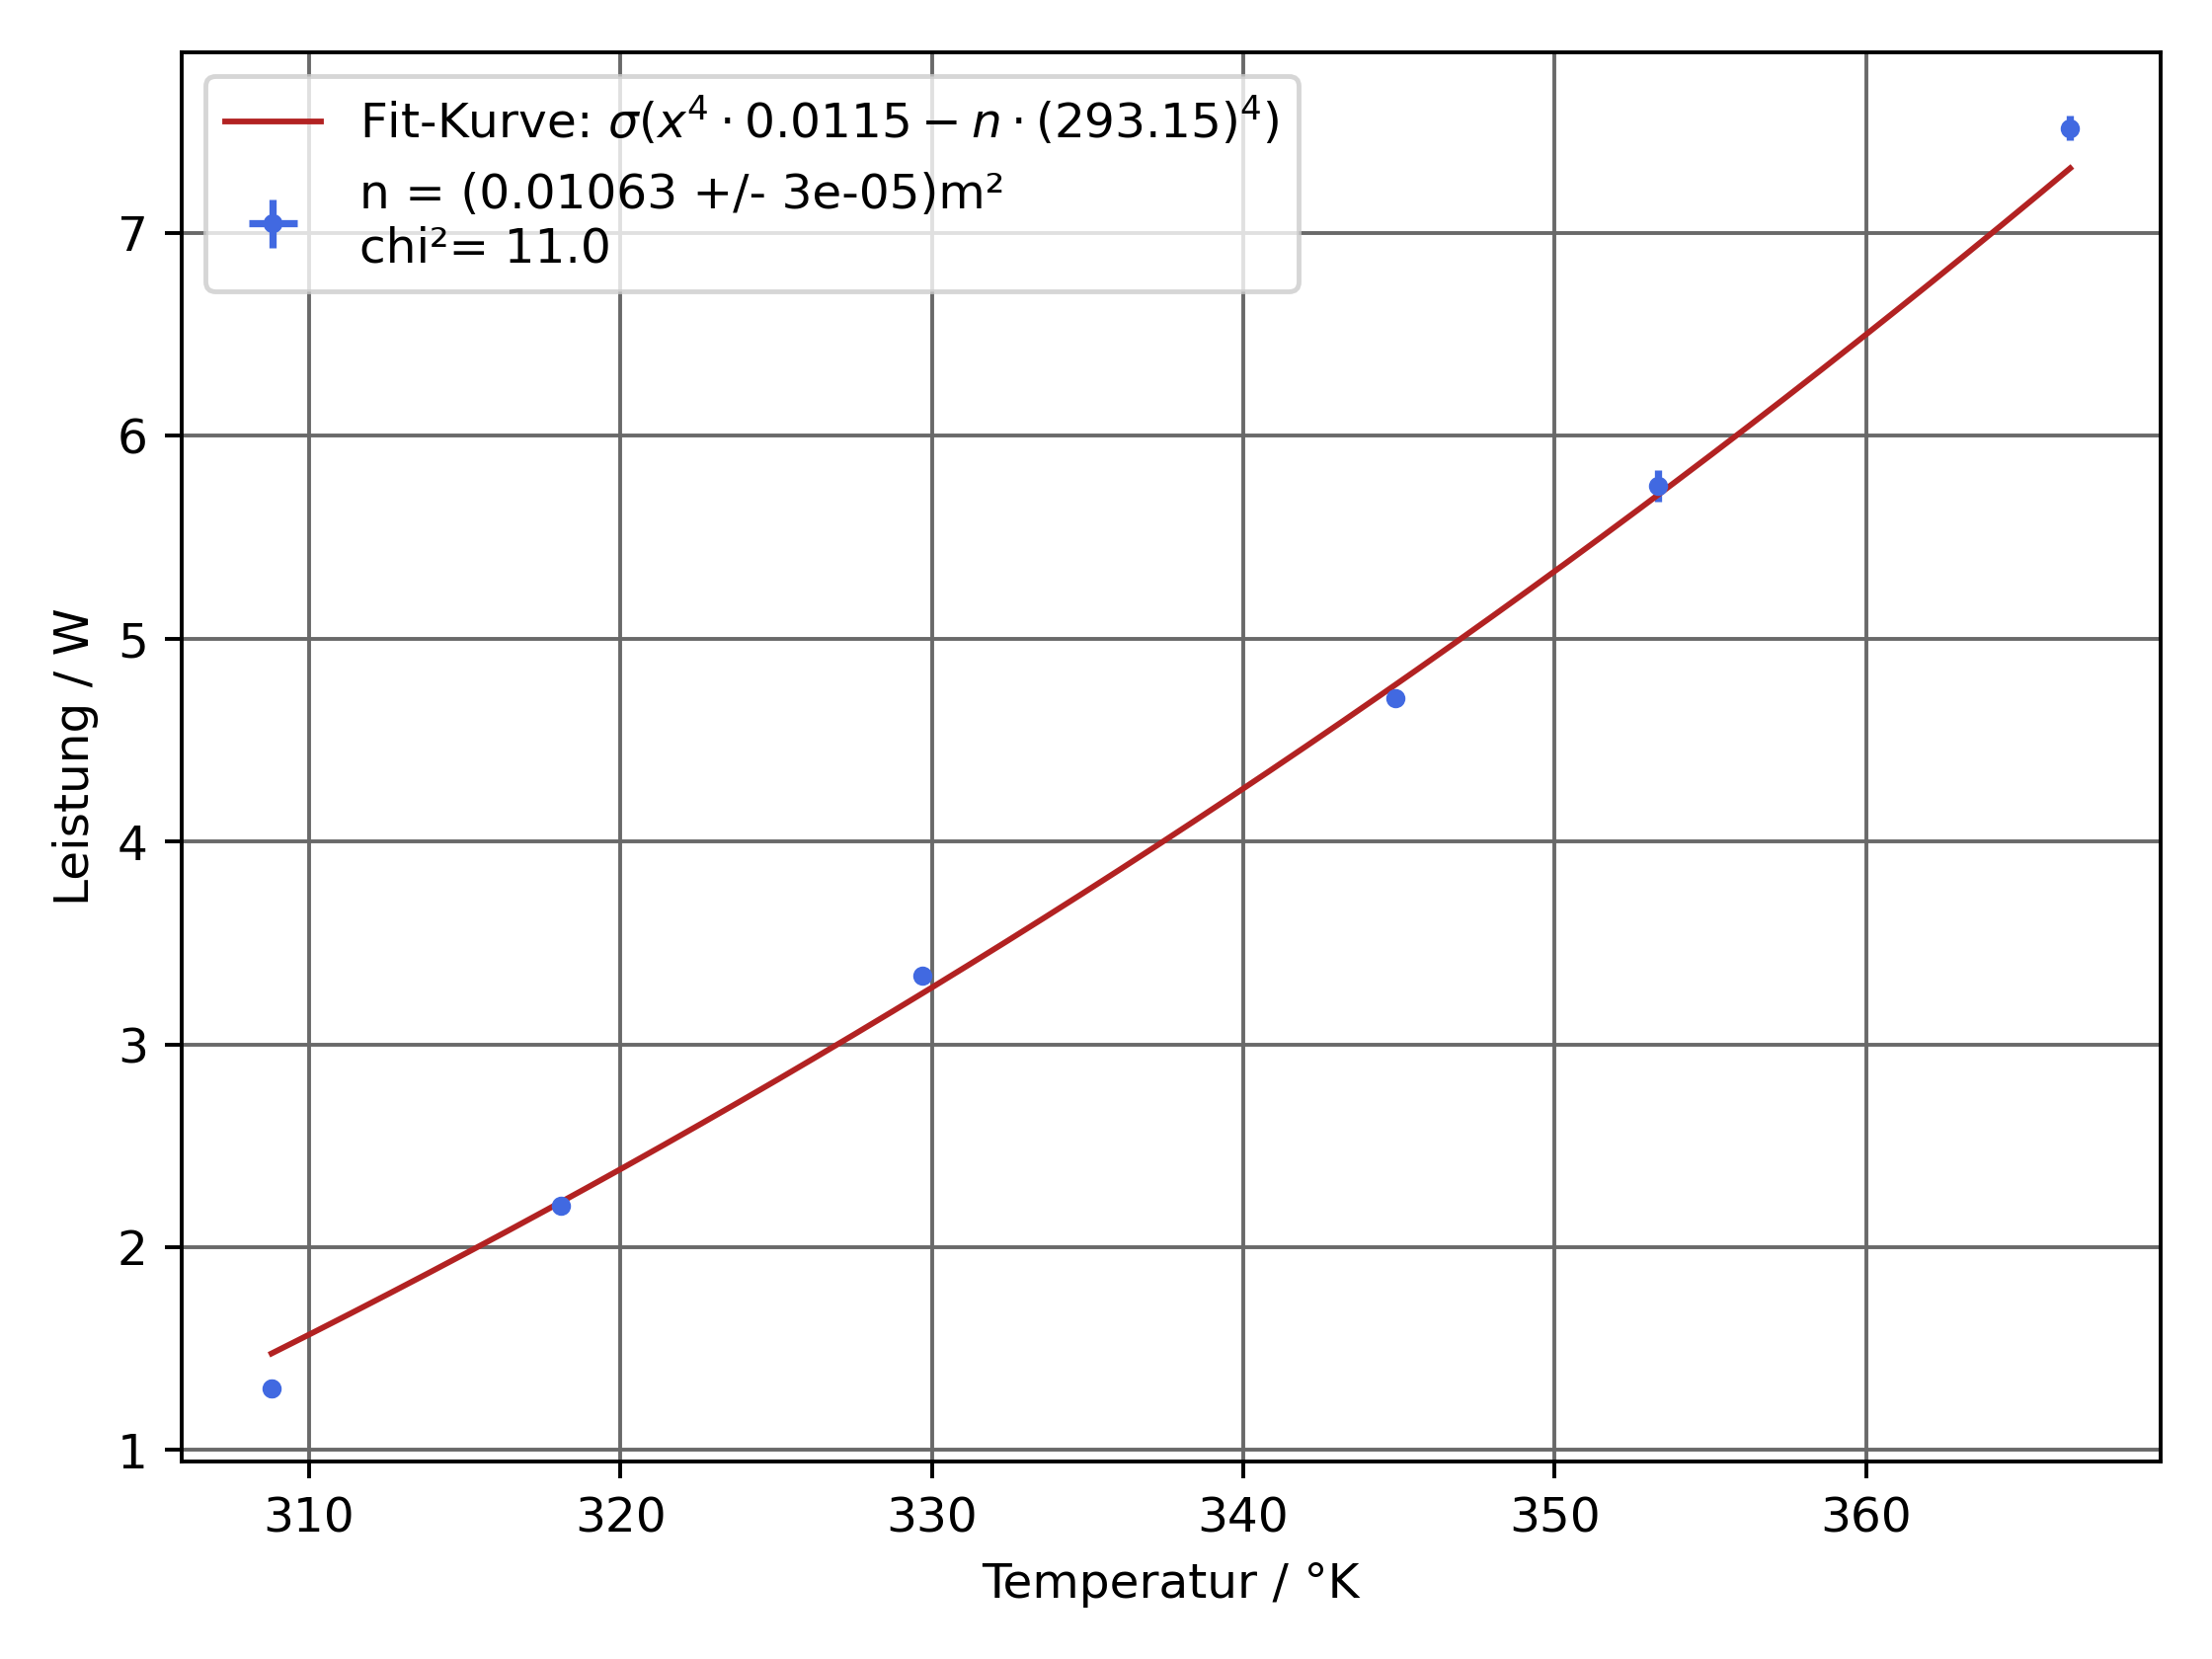 Fit-Kurve: σ(x⁴ · 0.0115 − n · (293.15)⁴)
n = (0.01063 +/- 3e-05)m²
chi²= 11.0
7
6
5
4
3
2
1
Leistung / W
310 320 330 340 350 360
Temperatur / °K